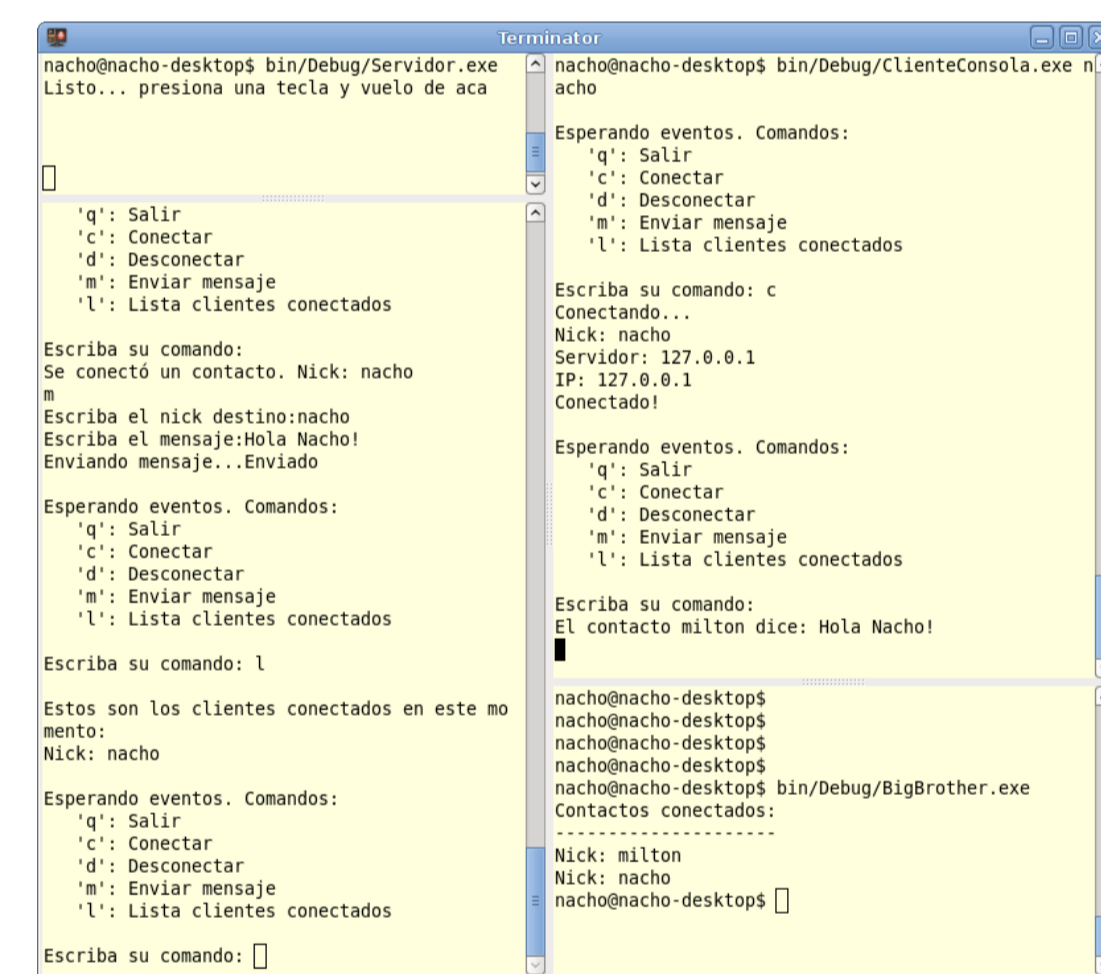 Terminator
nacho@nacho-desktop$ bin/Debug/Servidor.exe
Listo... presiona una tecla y vuelo de aca
'q': Salir
'c': Conectar
'd': Desconectar
'm': Enviar mensaje
'l': Lista clientes conectados
Escriba su comando:
Se conectó un contacto. Nick: nacho
m
Escriba el nick destino:nacho
Escriba el mensaje:Hola Nacho!
Enviando mensaje...Enviado
Esperando eventos. Comandos:
'q': Salir
'c': Conectar
'd': Desconectar
'm': Enviar mensaje
'l': Lista clientes conectados
Escriba su comando: l
Estos son los clientes conectados en este mo
mento:
Nick: nacho
Esperando eventos. Comandos:
'q': Salir
'c': Conectar
'd': Desconectar
'm': Enviar mensaje
'l': Lista clientes conectados
Escriba su comando:
nacho@nacho-desktop$ bin/Debug/ClienteConsola.exe n
acho
Esperando eventos. Comandos:
'q': Salir
'c': Conectar
'd': Desconectar
'm': Enviar mensaje
'l': Lista clientes conectados
Escriba su comando: c
Conectando...
Nick: nacho
Servidor: 127.0.0.1
IP: 127.0.0.1
Conectado!
Esperando eventos. Comandos:
'q': Salir
'c': Conectar
'd': Desconectar
'm': Enviar mensaje
'l': Lista clientes conectados
Escriba su comando:
El contacto milton dice: Hola Nacho!
nacho@nacho-desktop$
nacho@nacho-desktop$
nacho@nacho-desktop$
nacho@nacho-desktop$
nacho@nacho-desktop$ bin/Debug/BigBrother.exe
Contactos conectados:
---------------------
Nick: milton
Nick: nacho
nacho@nacho-desktop$